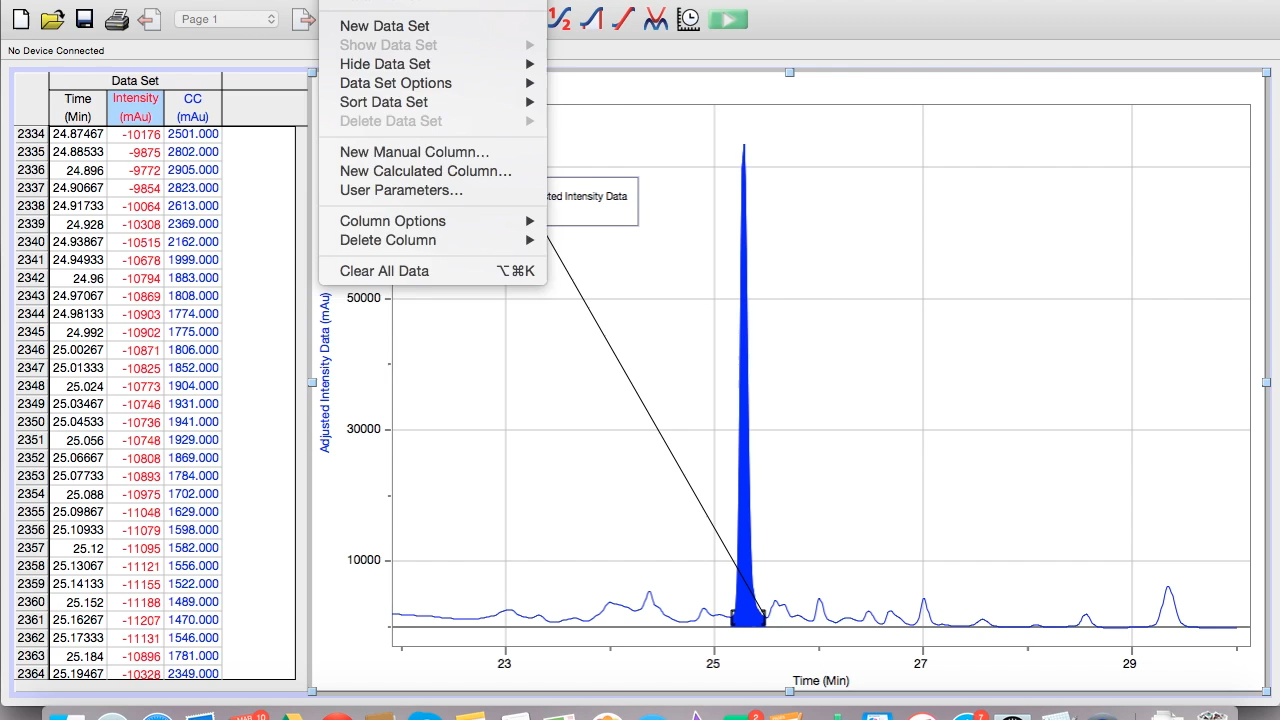 Page 1
No Device Connected
New Data Set
Show Data Set
Hide Data Set
Data Set Options
Sort Data Set
Delete Data Set
New Manual Column...
New Calculated Column...
User Parameters...
Column Options
Delete Column
Clear All Data ⌥⌘K
Data Set
Time Intensity CC
(Min) (mAu) (mAu)
2334 24.87467 -10176 2501.000
2335 24.88533 -9875 2802.000
2336 24.896 -9772 2905.000
2337 24.90667 -9854 2823.000
2338 24.91733 -10064 2613.000
2339 24.928 -10308 2369.000
2340 24.93867 -10515 2162.000
2341 24.94933 -10678 1999.000
2342 24.96 -10794 1883.000
2343 24.97067 -10869 1808.000
2344 24.98133 -10903 1774.000
2345 24.992 -10902 1775.000
2346 25.00267 -10871 1806.000
2347 25.01333 -10825 1852.000
2348 25.024 -10773 1904.000
2349 25.03467 -10746 1931.000
2350 25.04533 -10736 1941.000
2351 25.056 -10748 1929.000
2352 25.06667 -10808 1869.000
2353 25.07733 -10893 1784.000
2354 25.088 -10975 1702.000
2355 25.09867 -11048 1629.000
2356 25.10933 -11079 1598.000
2357 25.12 -11095 1582.000
2358 25.13067 -11121 1556.000
2359 25.14133 -11155 1522.000
2360 25.152 -11188 1489.000
2361 25.16267 -11207 1470.000
2362 25.17333 -11131 1546.000
2363 25.184 -10896 1781.000
2364 25.19467 -10328 2349.000
Intensity Data
Adjusted Intensity Data (mAu)
50000
30000
10000
23 25 27 29
Time (Min)
MAR 10
2
7